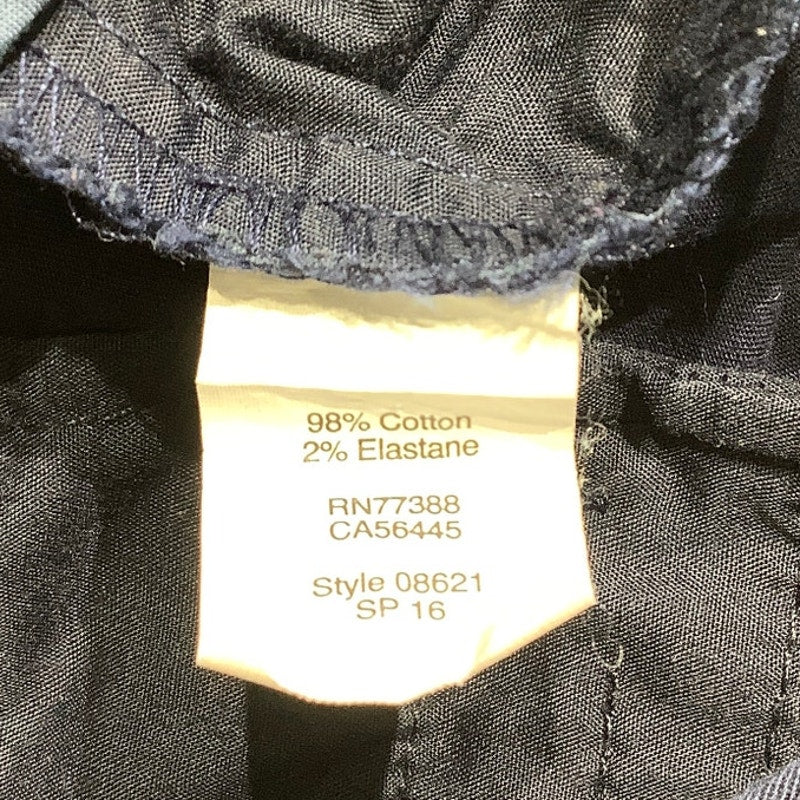 98% Cotton
2% Elastane
RN77388
CA56445
Style 08621
SP 16